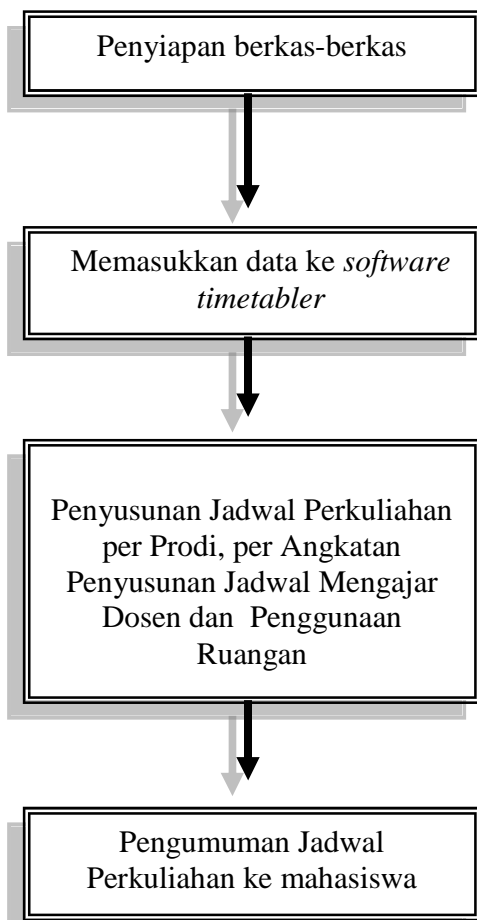 Penyiapan berkas-berkas
Memasukkan data ke software
timetabler
Penyusunan Jadwal Perkuliahan
per Prodi, per Angkatan
Penyusunan Jadwal Mengajar
Dosen dan Penggunaan
Ruangan
Pengumuman Jadwal
Perkuliahan ke mahasiswa